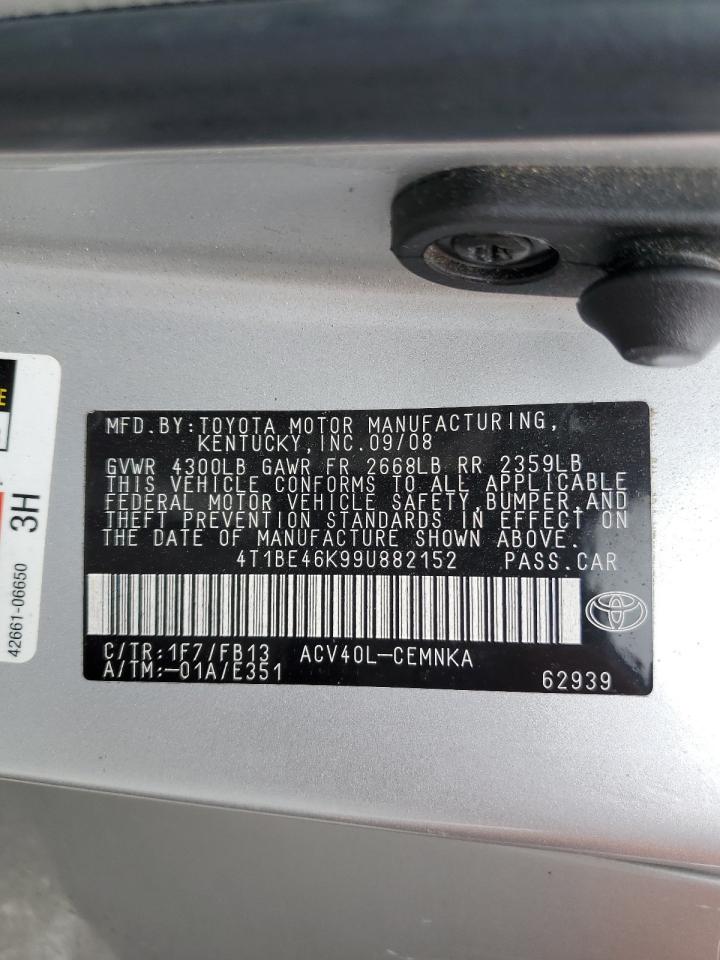 MFD.BY:TOYOTA MOTOR MANUFACTURING,
KENTUCKY,INC.09/08
GVWR 4300LB GAWR FR 2668LB RR 2359LB
THIS VEHICLE CONFORMS TO ALL APPLICABLE
FEDERAL MOTOR VEHICLE SAFETY,BUMPER,AND
THEFT PREVENTION STANDARDS IN EFFECT ON
THE DATE OF MANUFACTURE SHOWN ABOVE.
4T1BE46K99U882152 PASS.CAR
C/TR:1F7/FB13 ACV40L-CEMNKA
A/TM:-01A/E351
62939
3H
42661-06650